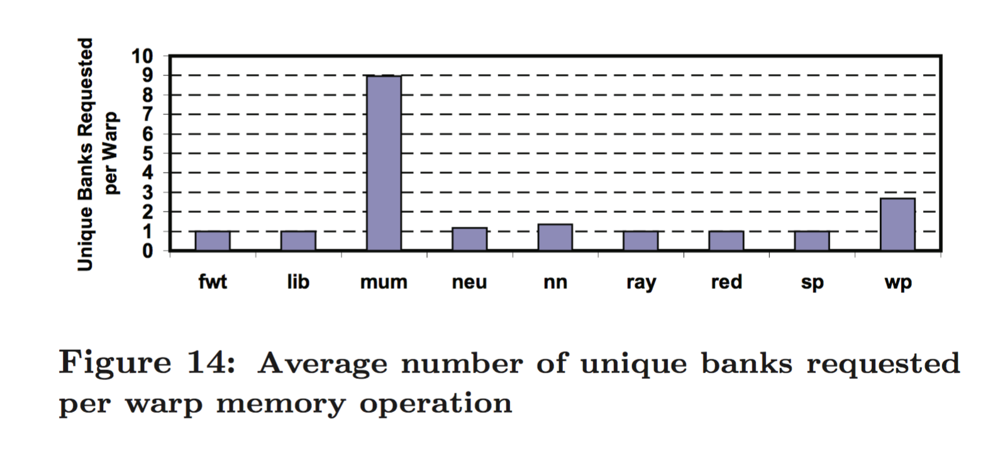 Unique Banks Requested
per Warp
10
9
8
7
6
5
4
3
2
1
0
fwt lib mum neu nn ray red sp wp
Figure 14: Average number of unique banks requested
per warp memory operation